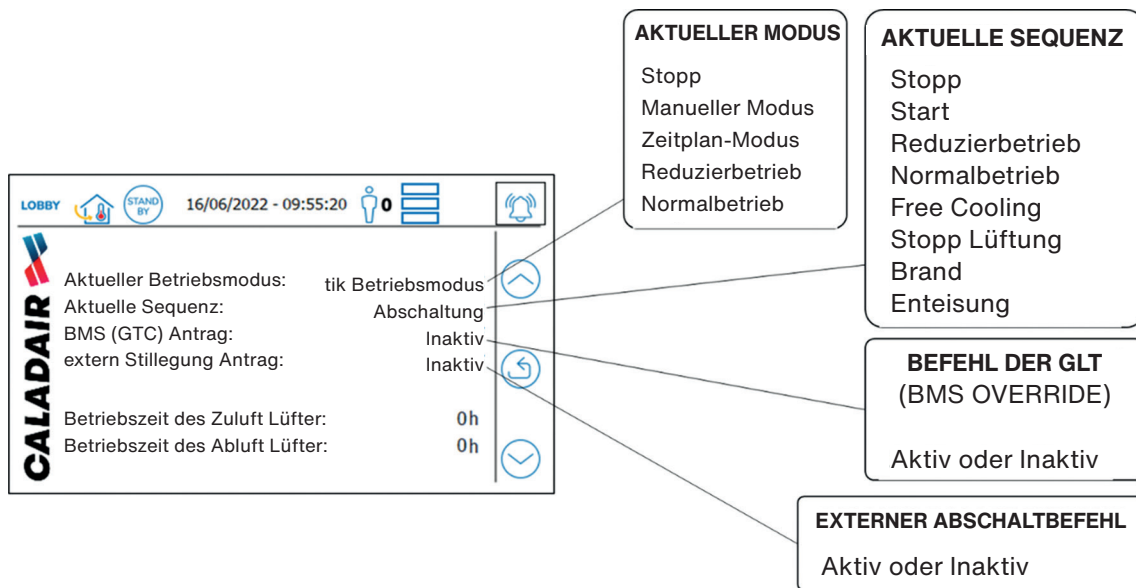 LOBBY
STAND
BY
16/06/2022 - 09:55:20
0
CALADAIR
Aktueller Betriebsmodus: tik Betriebsmodus
Aktuelle Sequenz: Abschaltung
BMS (GTC) Antrag: Inaktiv
extern Stillegung Antrag: Inaktiv
Betriebszeit des Zuluft Lüfter: 0h
Betriebszeit des Abluft Lüfter: 0h
AKTUELLER MODUS
Stopp
Manueller Modus
Zeitplan-Modus
Reduzierbetrieb
Normalbetrieb
AKTUELLE SEQUENZ
Stopp
Start
Reduzierbetrieb
Normalbetrieb
Free Cooling
Stopp Lüftung
Brand
Enteisung
BEFEHL DER GLT
(BMS OVERRIDE)
Aktiv oder Inaktiv
EXTERNER ABSCHALTBEFEHL
Aktiv oder Inaktiv